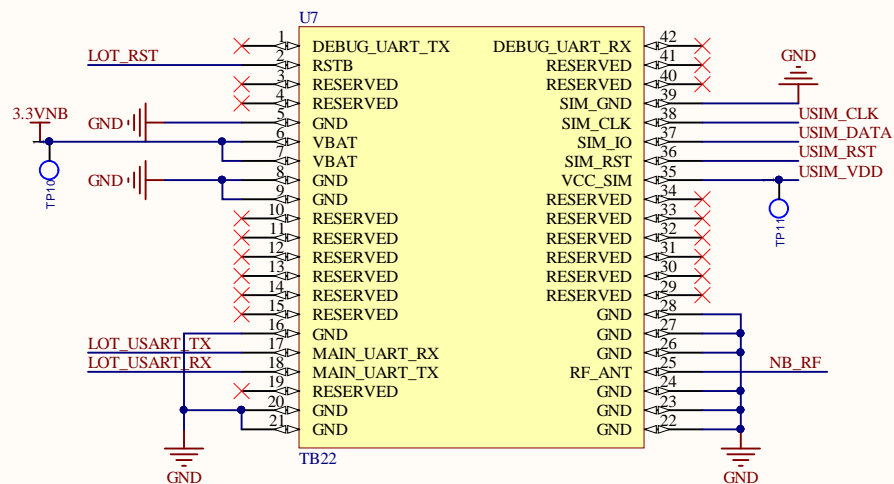 U7
1 DEBUG_UART_TX DEBUG_UART_RX 42
LOT_RST 2 RSTB RESERVED 41
3 RESERVED RESERVED 40 GND
4 RESERVED SIM_GND 39
3.3VNB GND 5 GND SIM_CLK 38 USIM_CLK
6 VBAT SIM_IO 37 USIM_DATA
7 VBAT SIM_RST 36 USIM_RST
GND 8 GND VCC_SIM 35 USIM_VDD
TP10 9 GND RESERVED 34
10 RESERVED RESERVED 33
11 RESERVED RESERVED 32 TP11
12 RESERVED RESERVED 31
13 RESERVED RESERVED 30
14 RESERVED RESERVED 29
15 RESERVED GND 28
16 GND GND 27
LOT_USART_TX 17 MAIN_UART_RX GND 26
LOT_USART_RX 18 MAIN_UART_TX RF_ANT 25 NB_RF
19 RESERVED GND 24
20 GND GND 23
21 GND GND 22
TB22
GND GND